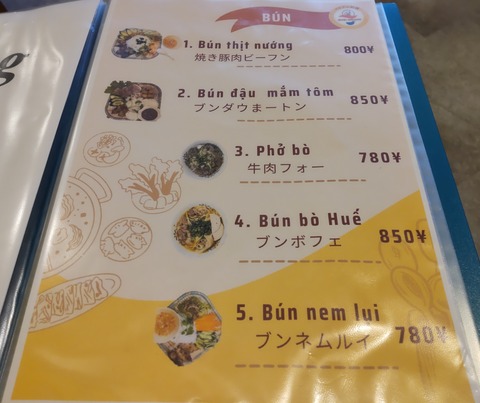 BÚN
1. Bún thịt nướng 800¥
焼き豚肉ビーフン
2. Bún đậu mắm tôm 850¥
ブンダウまートン
3. Phở bò 780¥
牛肉フォー
4. Bún bò Huế 850¥
ブンボフェ
5. Bún nem lụi 780¥
ブンネムルイ